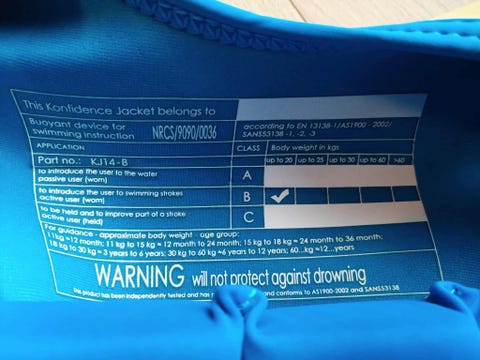 This Konfidence Jacket belongs to
Buoyant device for swimming instruction NRCS/9090/0036
according to EN 13138-1/AS1900 - 2002/ SANS53138 -1, -2, -3
APPLICATION CLASS Body weight in kgs
Part no.: KJ14-B up to 20 up to 25 up to 30 up to 60 >60
to introduce the user to the water
passive user (worn) A
to introduce the user to swimming strokes
active user (worn) B ✓
to be held and to improve part of a stroke
active user (held) C
For guidance - approximate body weight - age group:
11kg =12 month; 11 kg to 15 kg = 12 month to 24 month; 15 kg to 18 kg = 24 month to 36 month;
18 kg to 30 kg = 3 years to 6 years; 30 kg to 60 kg = 6 years to 12 years; 60...kg =12...years
WARNING will not protect against drowning
This product has been independently tested and has and conforms to AS1900-2002 and SANS53138